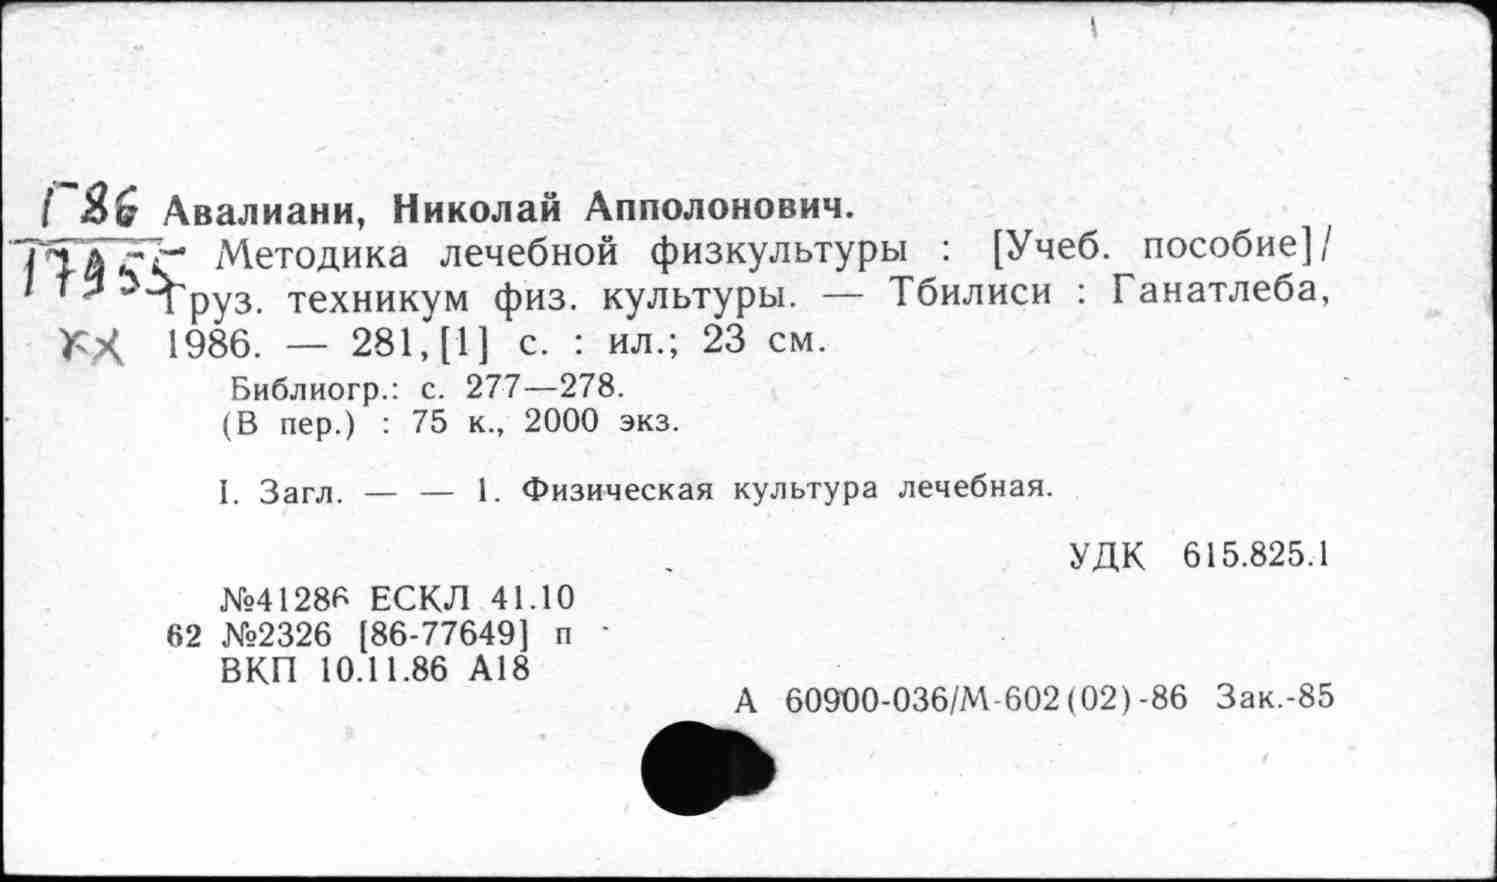 Г86 Авалиани, Николай Апполонович.
17955 Методика лечебной физкультуры : [Учеб. пособие]/
Груз. техникум физ. культуры. — Тбилиси : Ганатлеба,
КХ 1986. — 281,[1] с. : ил.; 23 см.
Библиогр.: с. 277—278.
(В пер.) : 75 к., 2000 экз.
I. Загл. — — 1. Физическая культура лечебная.
УДК 615.825.1
№41286 ЕСКЛ 41.10
62 №2326 [86-77649] п
ВКП 10.11.86 А18
А 60900-036/М-602(02)-86 Зак.-85